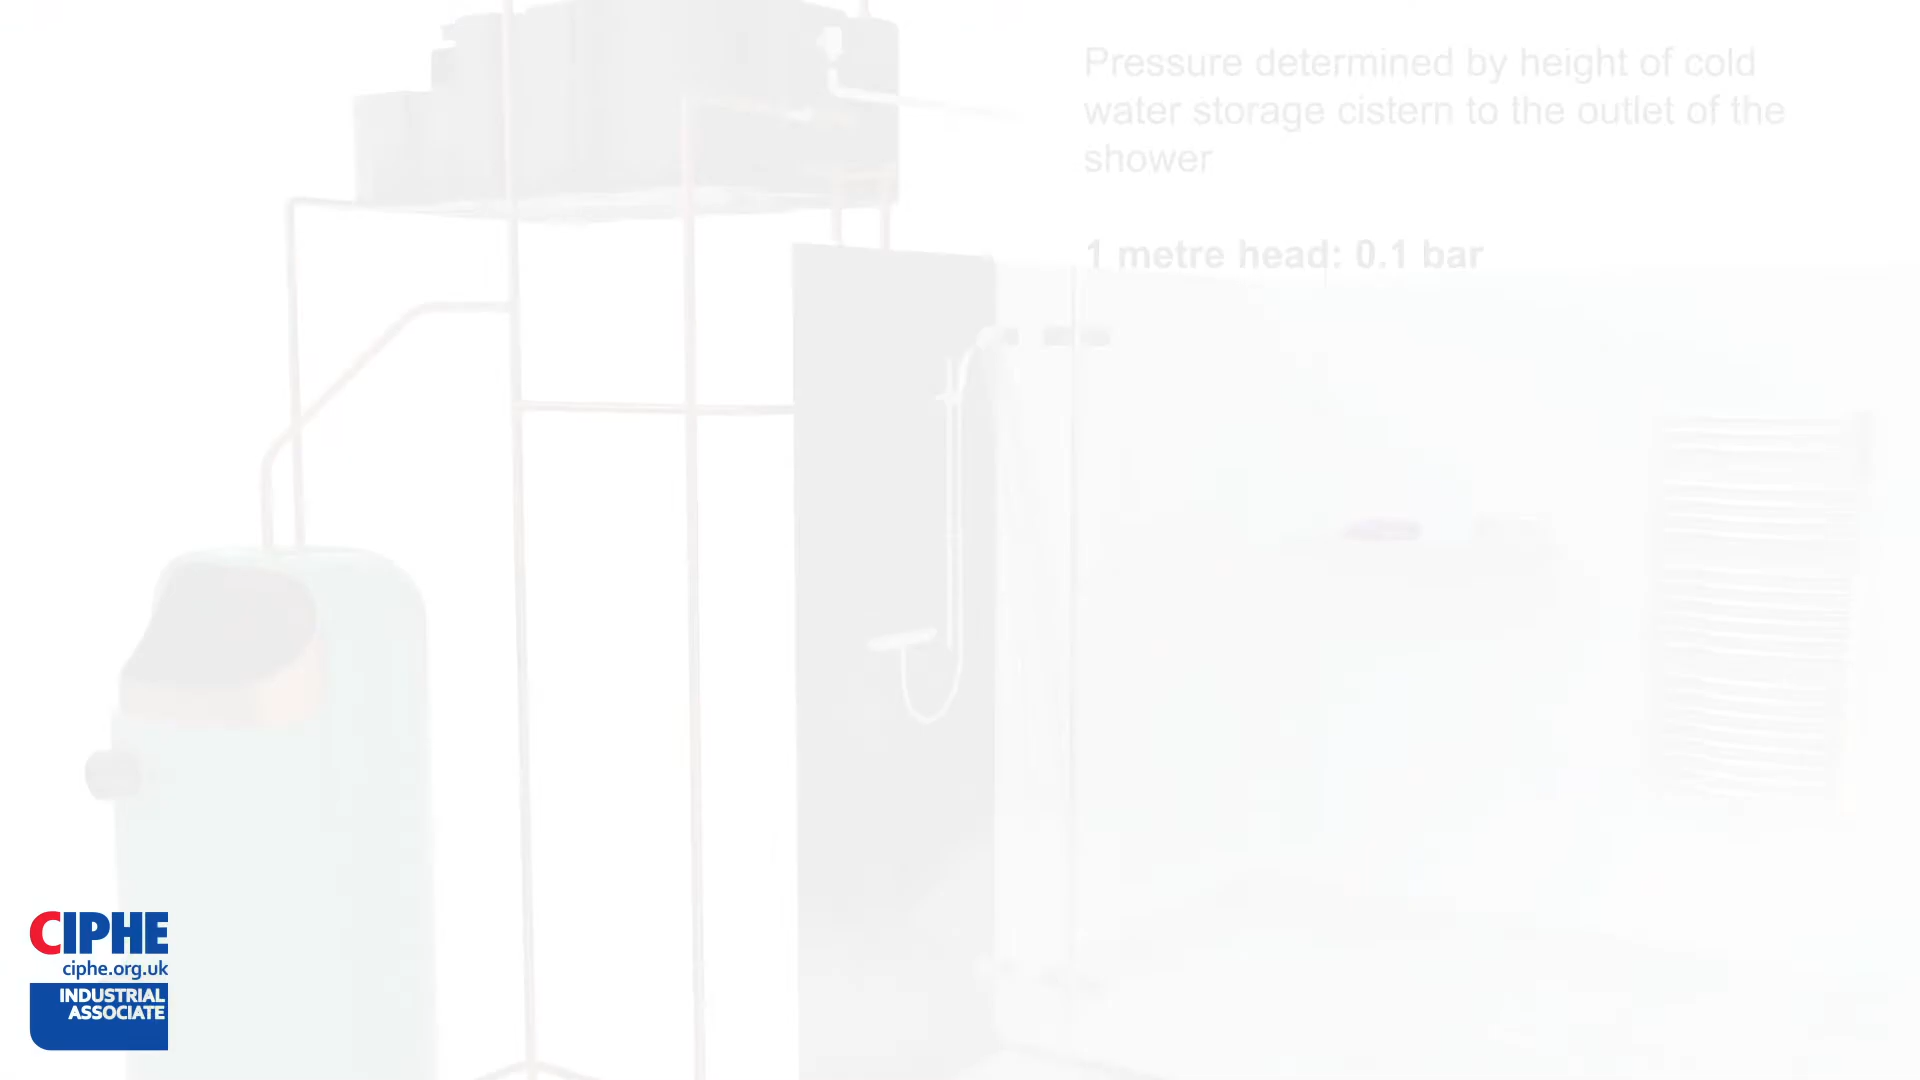 Pressure determined by height of cold
water storage cistern to the outlet of the
shower
1 metre head: 0.1 bar
CIPHE
ciphe.org.uk
INDUSTRIAL
ASSOCIATE